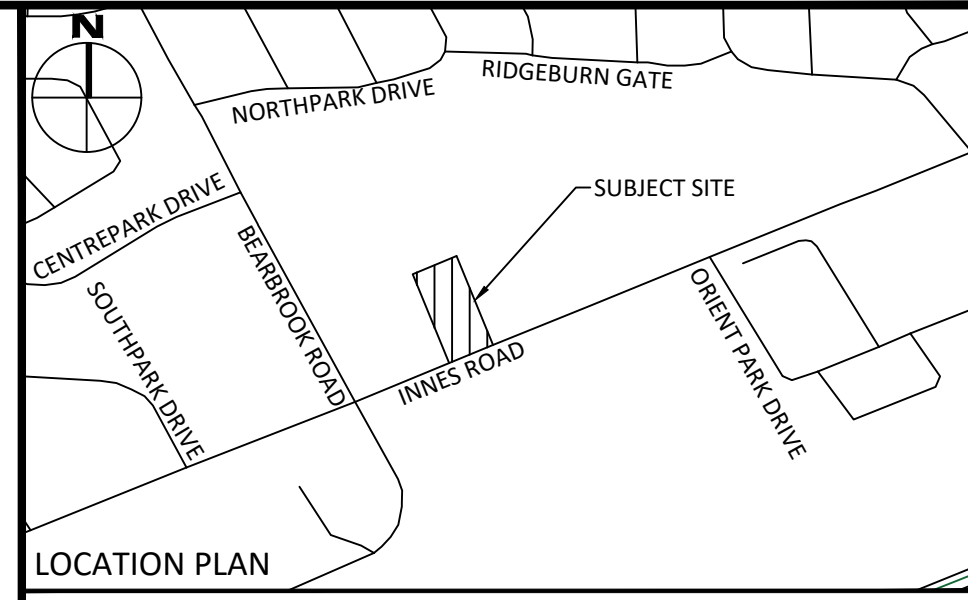 N
RIDGEBURN GATE
NORTHPARK DRIVE
SUBJECT SITE
CENTREPARK DRIVE
BEARBROOK ROAD
SOUTHPARK DRIVE
ORIENT PARK DRIVE
INNES ROAD
LOCATION PLAN